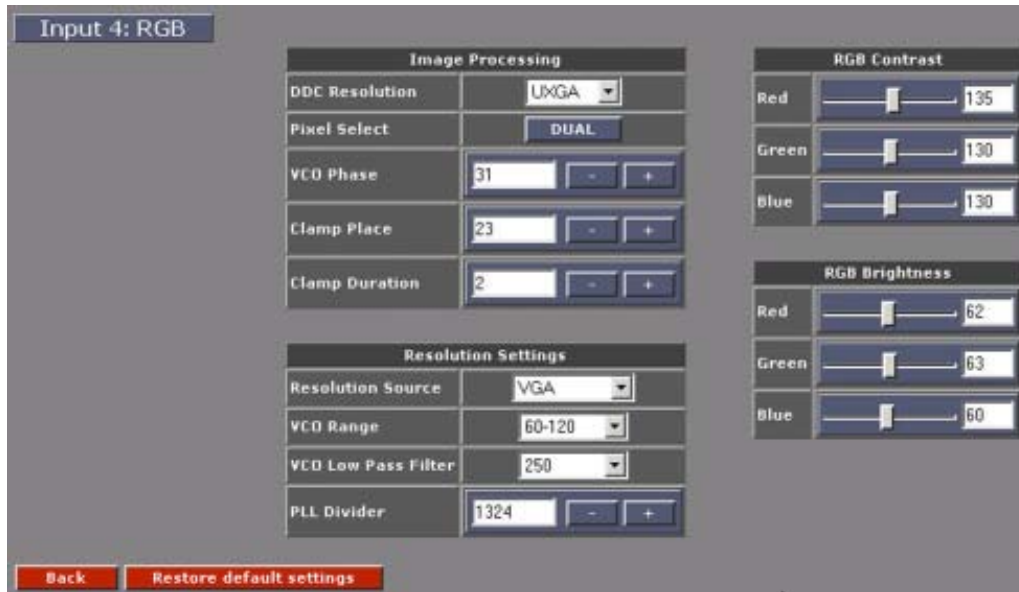 Input 4: RGB
Image Processing
DDC Resolution UXGA
Pixel Select DUAL
VCO Phase 31 - +
Clamp Place 23 - +
Clamp Duration 2 - +
Resolution Settings
Resolution Source VGA
VCO Range 60-120
VCO Low Pass Filter 250
PLL Divider 1324 - +
RGB Contrast
Red 135
Green 130
Blue 130
RGB Brightness
Red 62
Green 63
Blue 60
Back Restore default settings